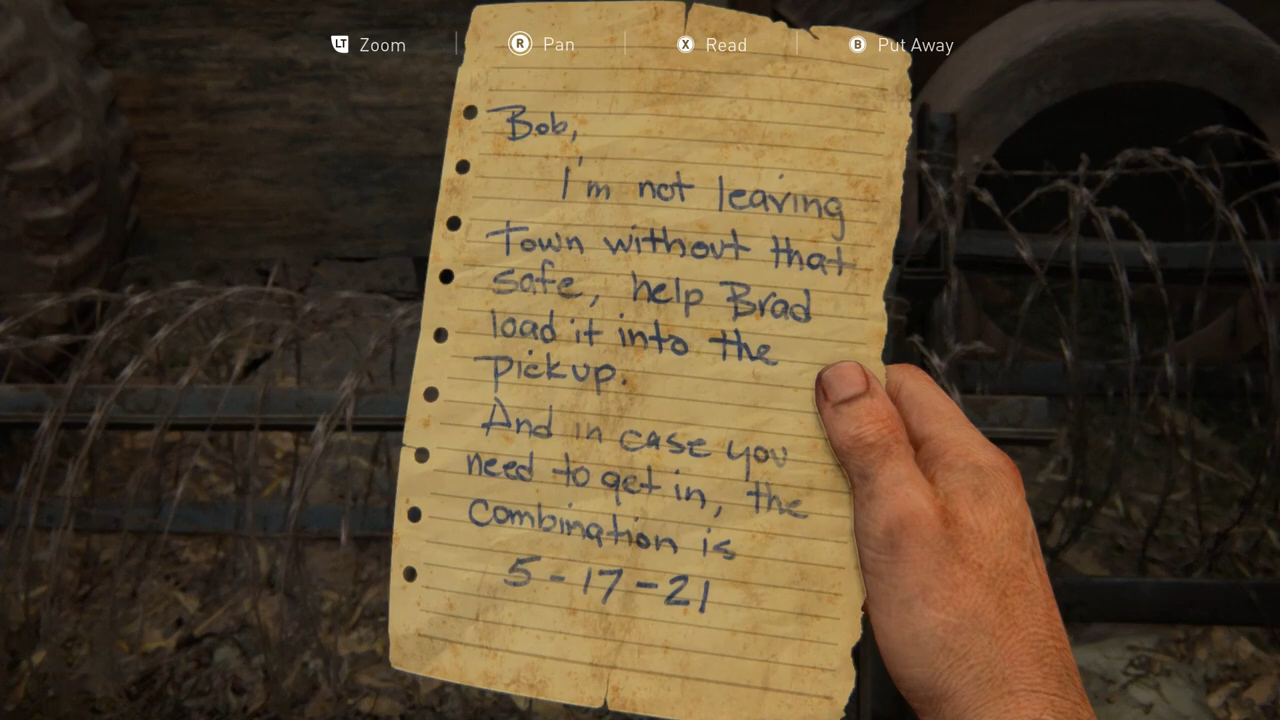 LT Zoom R Pan X Read B Put Away
Bob,
I'm not leaving
Town without that
safe, help Brad
load it into the
Pickup.
And in case you
need to get in, the
Combination is
5-17-21